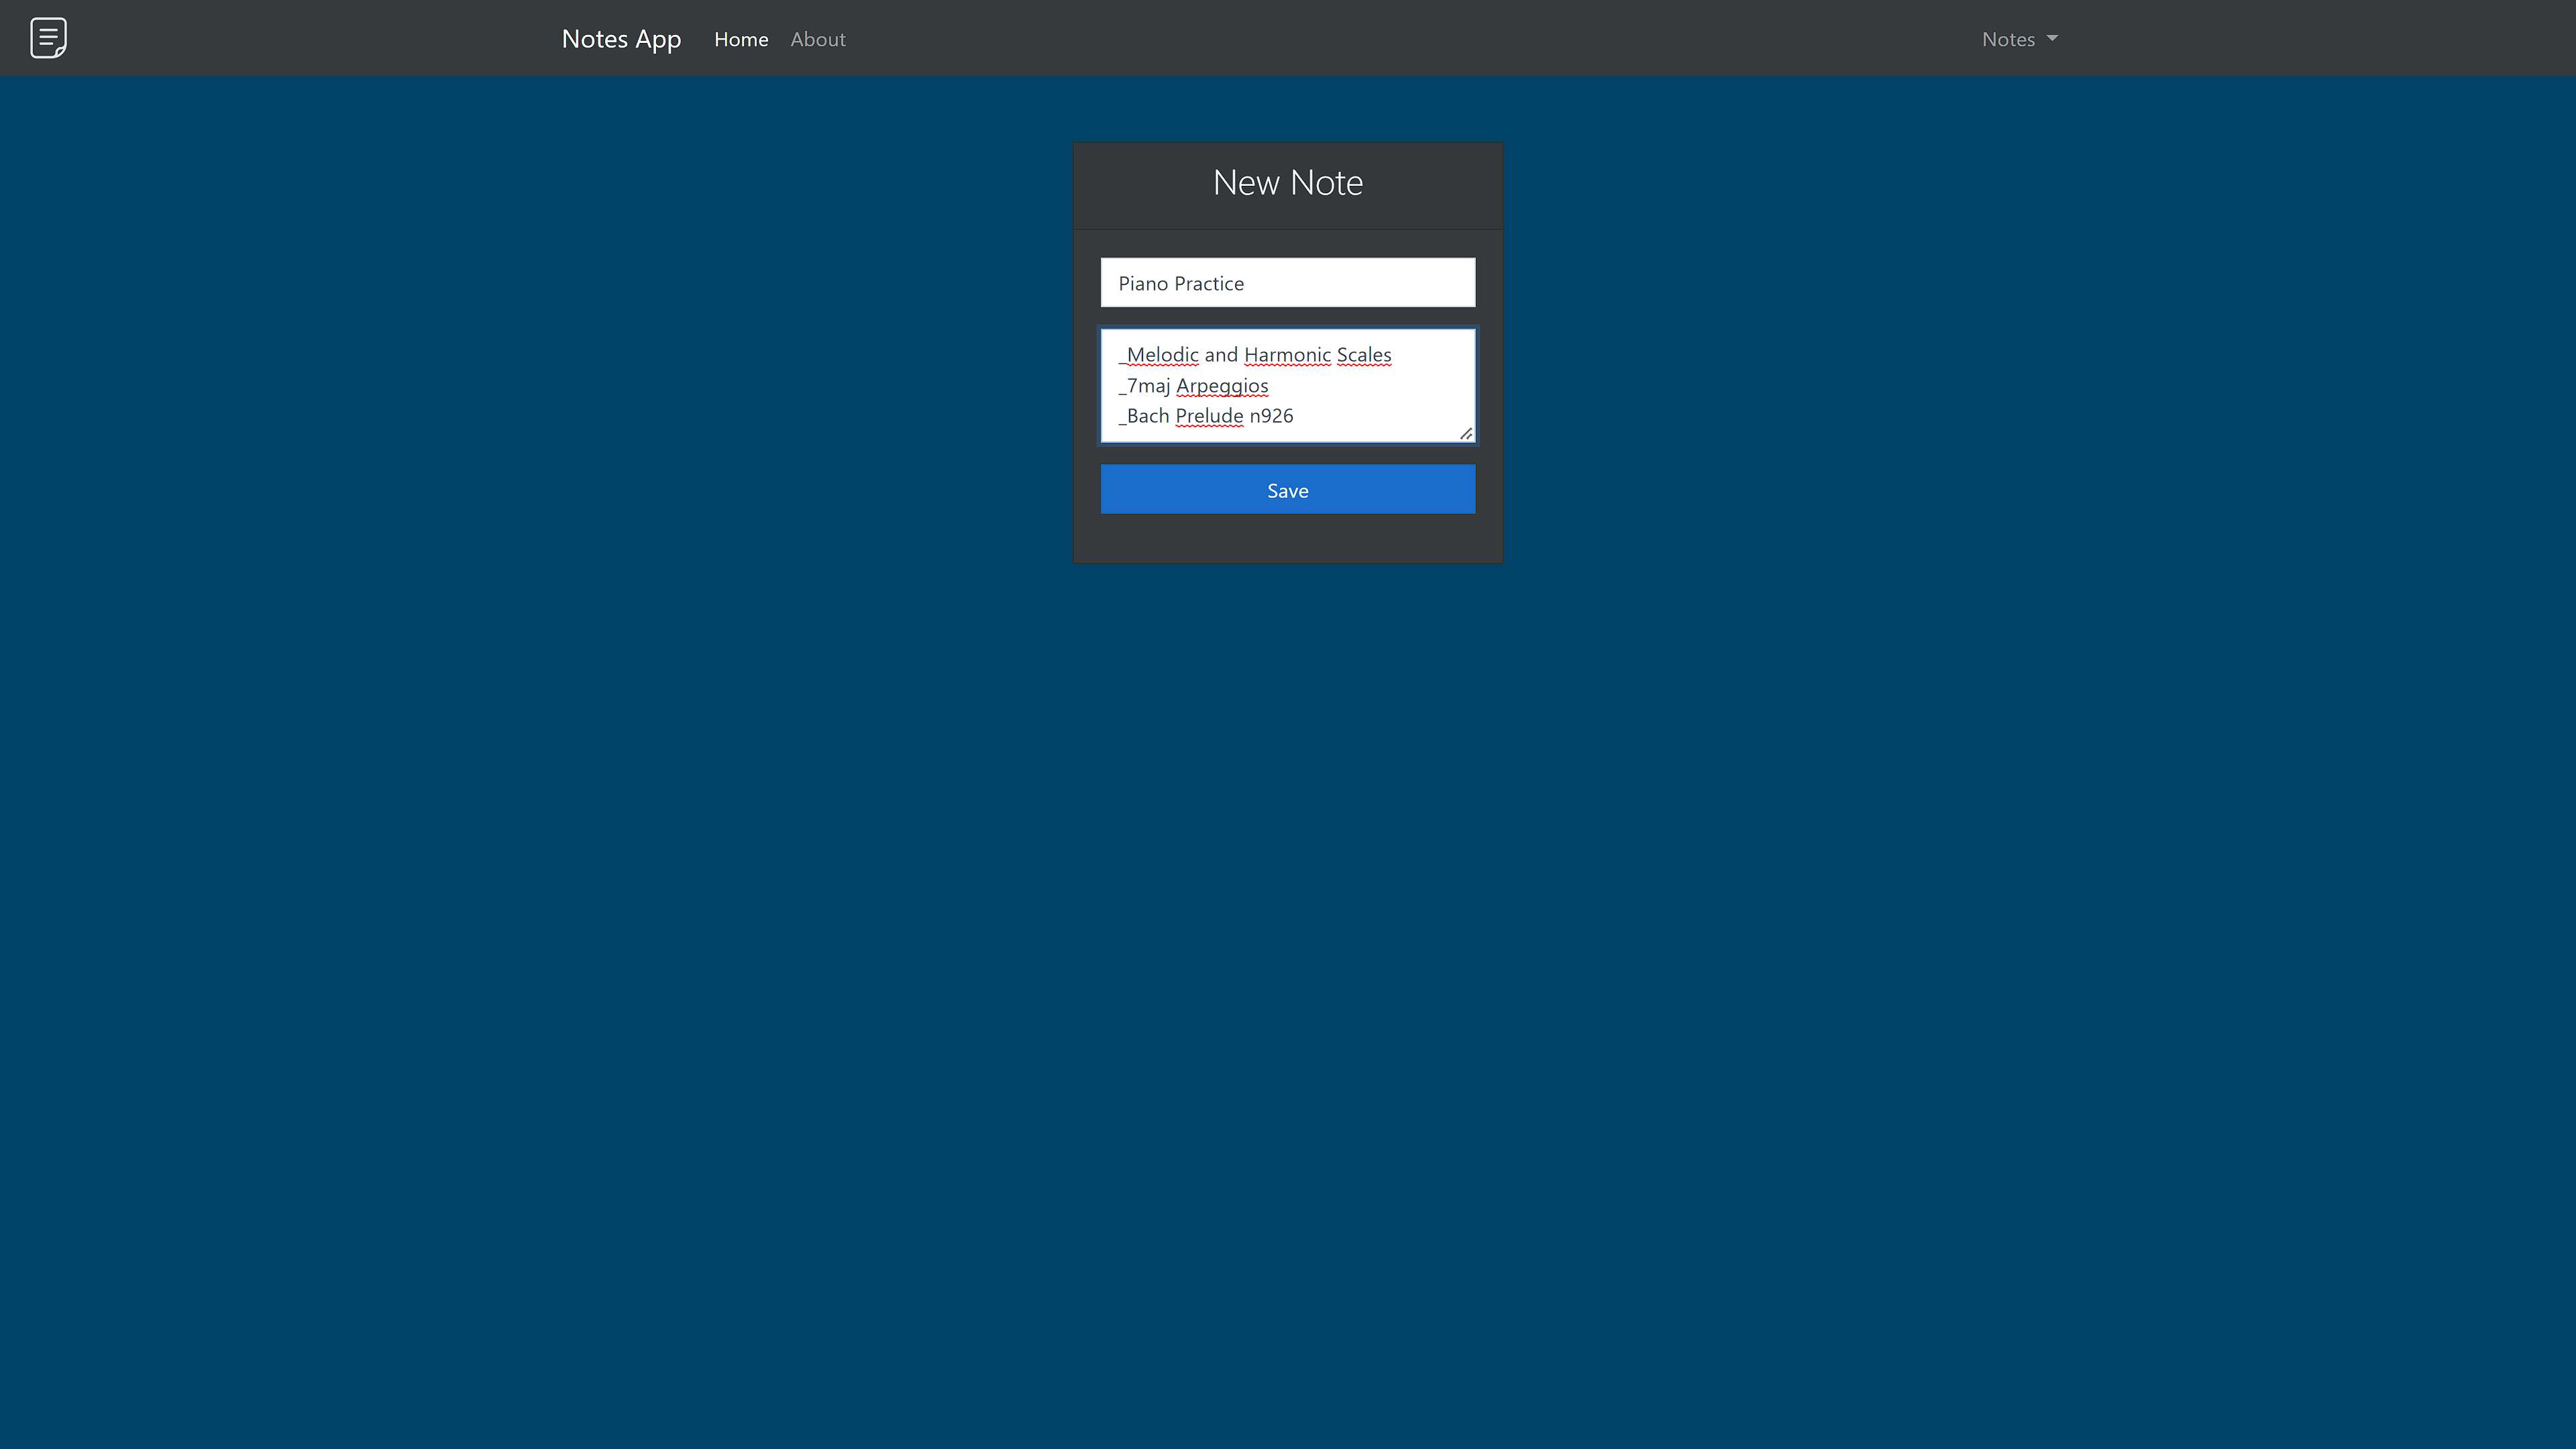 Notes App Home About Notes
New Note
Piano Practice
_Melodic and Harmonic Scales
_7maj Arpeggios
_Bach Prelude n926
Save